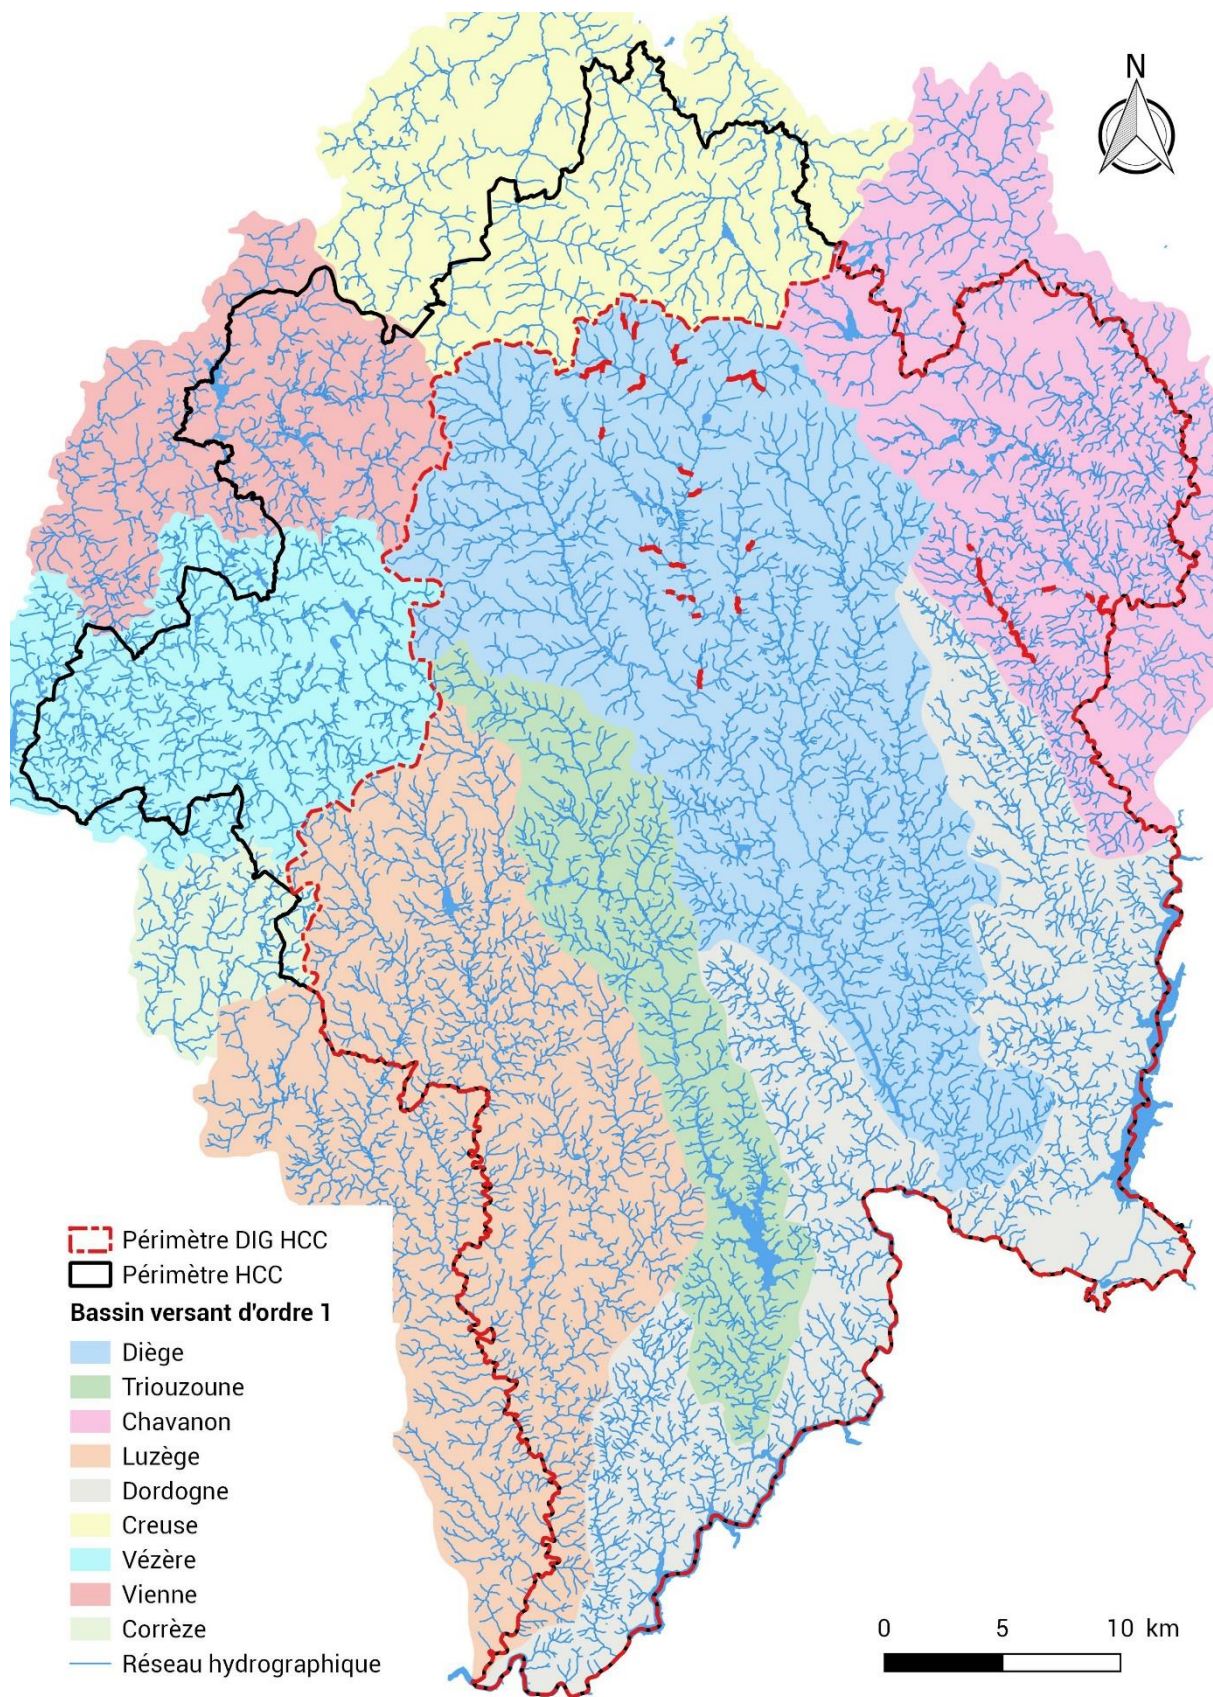 N
Périmètre DIG HCC
Périmètre HCC
Bassin versant d'ordre 1
Diège
Triouzoune
Chavanon
Luzège
Dordogne
Creuse
Vézère
Vienne
Corrèze
Réseau hydrographique
0 5 10 km